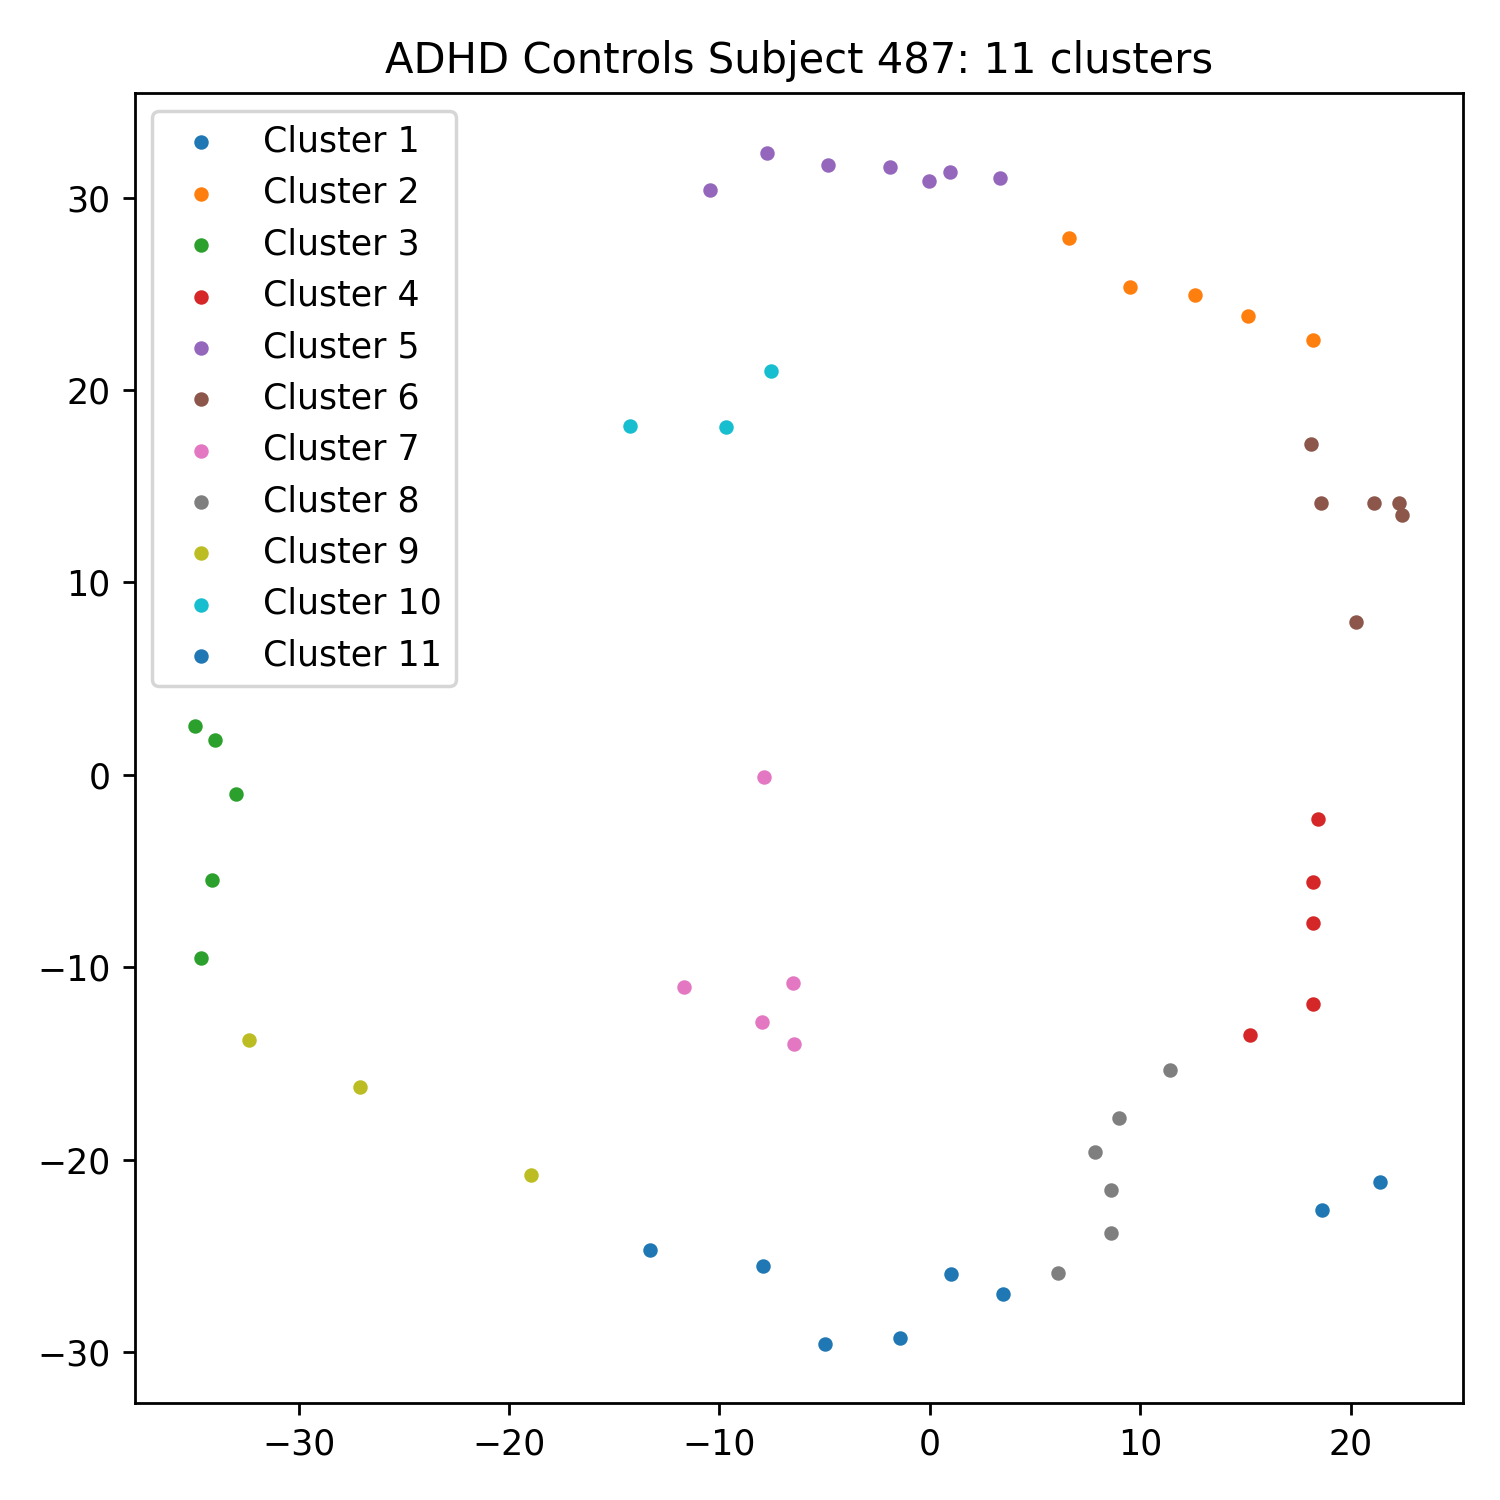 ADHD Controls Subject 487: 11 clusters
Cluster 1
Cluster 2
Cluster 3
Cluster 4
Cluster 5
Cluster 6
Cluster 7
Cluster 8
Cluster 9
Cluster 10
Cluster 11
30
20
10
0
−10
−20
−30
−30 −20 −10 0 10 20